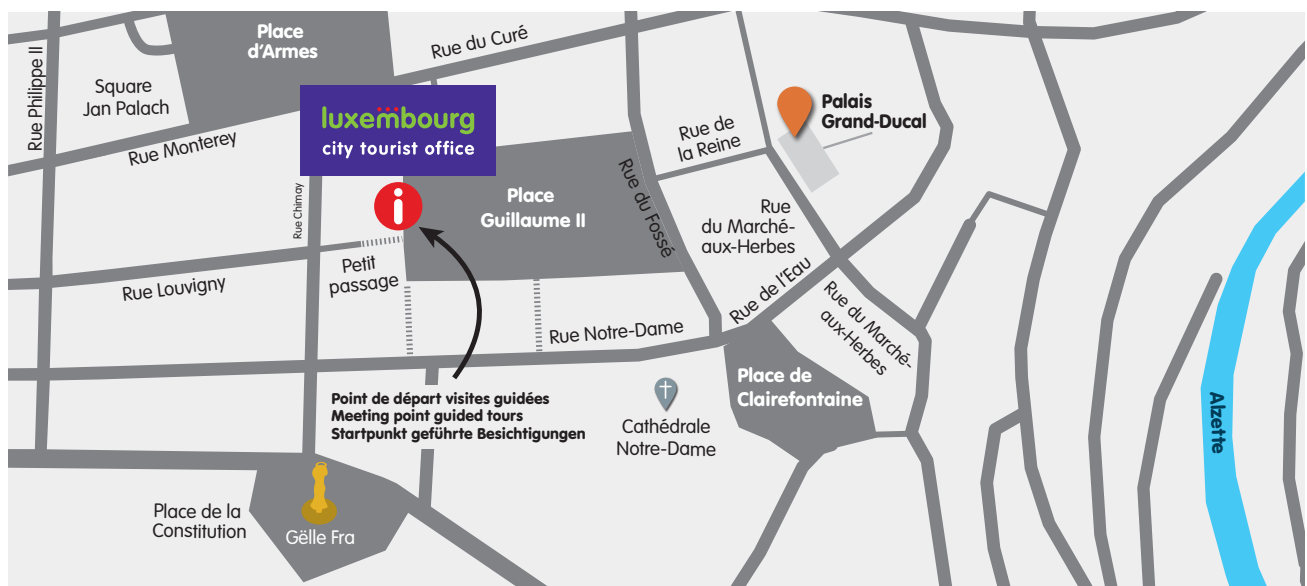 Place
d'Armes
Rue du Curé
Rue Philippe II
Square
Jan Palach
Rue Monterey
luxembourg
city tourist office
Rue Chimay
i
Place
Guillaume II
Rue du Fossé
Rue de
la Reine
Palais
Grand-Ducal
Rue
du Marché-
aux-Herbes
Petit
passage
Rue Louvigny
Rue de l'Eau
Rue du Marché-
aux-Herbes
Rue Notre-Dame
Place de
Clairefontaine
Point de départ visites guidées
Meeting point guided tours
Startpunkt geführte Besichtigungen
Cathédrale
Notre-Dame
Alzette
Place de la
Constitution
Gëlle Fra